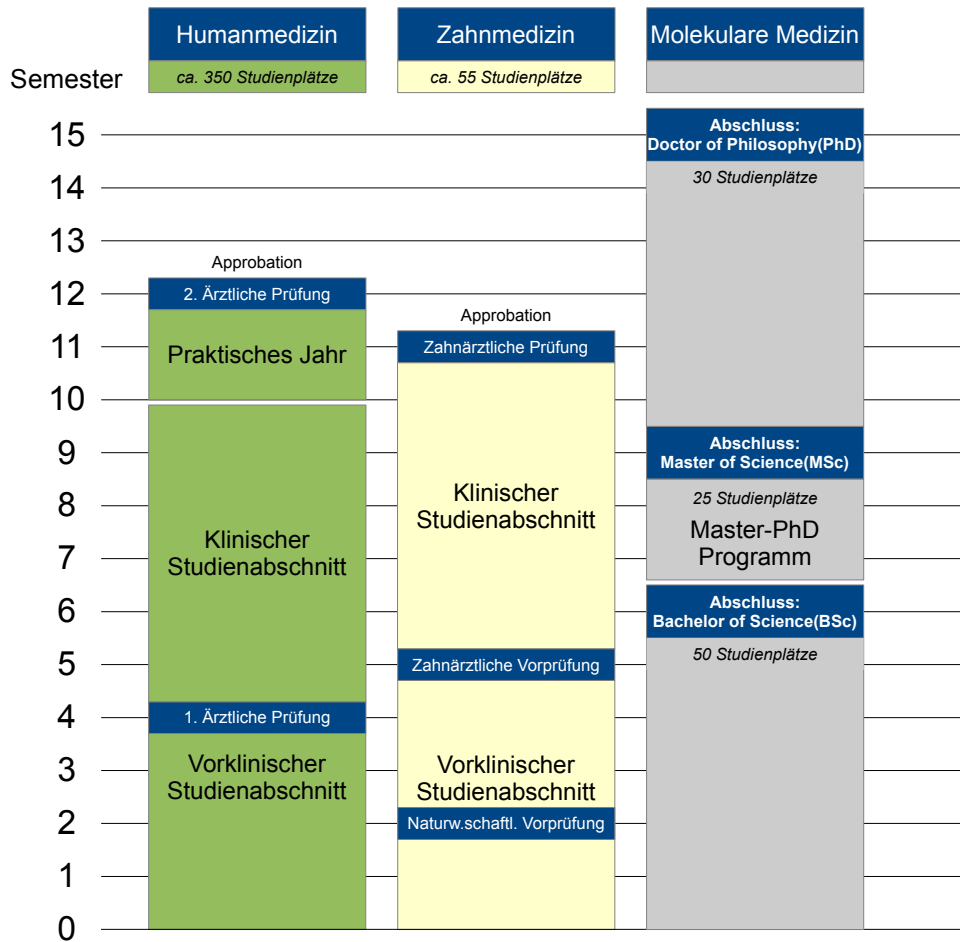 Humanmedizin
Zahnmedizin
Molekulare Medizin
Semester
ca. 350 Studienplätze
ca. 55 Studienplätze
15
14
13
12
11
10
9
8
7
6
5
4
3
2
1
0
Approbation
2. Ärztliche Prüfung
Praktisches Jahr
Klinischer
Studienabschnitt
1. Ärztliche Prüfung
Vorklinischer
Studienabschnitt
Approbation
Zahnärztliche Prüfung
Klinischer
Studienabschnitt
Zahnärztliche Vorprüfung
Vorklinischer
Studienabschnitt
Naturw.schaftl. Vorprüfung
Abschluss:
Doctor of Philosophy(PhD)
30 Studienplätze
Abschluss:
Master of Science(MSc)
25 Studienplätze
Master-PhD
Programm
Abschluss:
Bachelor of Science(BSc)
50 Studienplätze